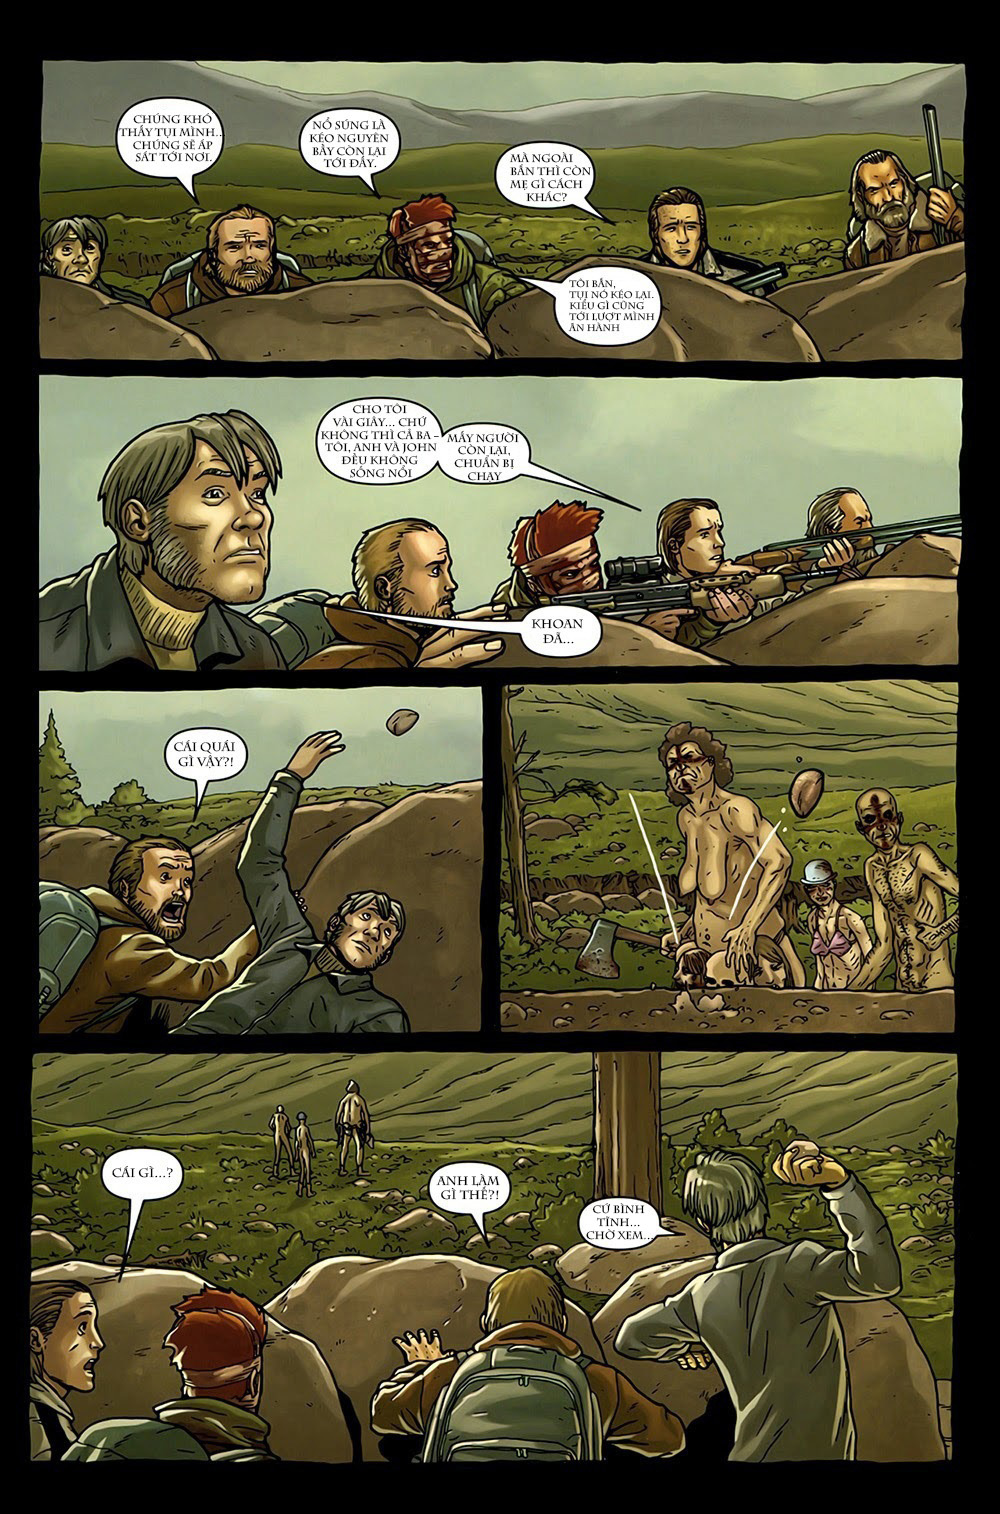 CHÚNG KHÓ
THẤY TỤI MÌNH...
CHÚNG SẼ ÁP
SÁT TỚI NƠI.
NỔ SÚNG LÀ
KÉO NGUYÊN
BẦY CÒN LẠI
TỚI ĐẤY.
MÀ NGOÀI
BẮN THÌ CÒN
MẸ GÌ CÁCH
KHÁC?
TÔI BẮN,
TỤI NÓ KÉO LẠI.
KIỂU GÌ CŨNG
TỚI LƯỢT MÌNH
ĂN HÀNH
CHO TÔI
VÀI GIÂY... CHỨ
KHÔNG THÌ CẢ BA –
TÔI, ANH VÀ JOHN
ĐỀU KHÔNG
SỐNG NỔI
MẤY NGƯỜI
CÒN LẠI,
CHUẨN BỊ
CHẠY
KHOAN
ĐÃ...
CÁI QUÁI
GÌ VẬY?!
CÁI GÌ...?
ANH LÀM
GÌ THẾ?!
CỨ BÌNH
TĨNH...
CHỜ XEM...